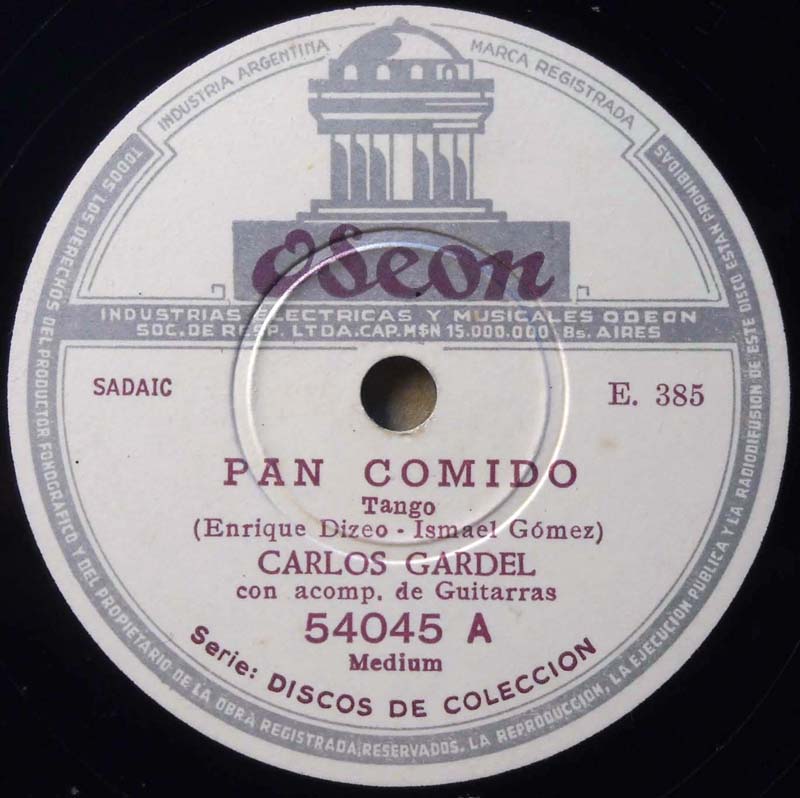 INDUSTRIA ARGENTINA
MARCA REGISTRADA
TODOS LOS DERECHOS DEL PRODUCTOR FONOGRAFICO Y DEL PROPIETARIO DE LA OBRA REGISTRADA, RESERVADOS. LA REPRODUCCION, LA EJECUCION PUBLICA Y LA RADIODIFUSION DE ESTE DISCO ESTAN PROHIBIDAS
Odeon
INDUSTRIAS ELECTRICAS Y MUSICALES ODEON
SOC. DE RESP. LTDA. CAP. M$N 15.000.000 Bs. AIRES
SADAIC
E. 385
PAN COMIDO
Tango
(Enrique Dizeo - Ismael Gómez)
CARLOS GARDEL
con acomp. de Guitarras
54045 A
Medium
Serie: DISCOS DE COLECCION